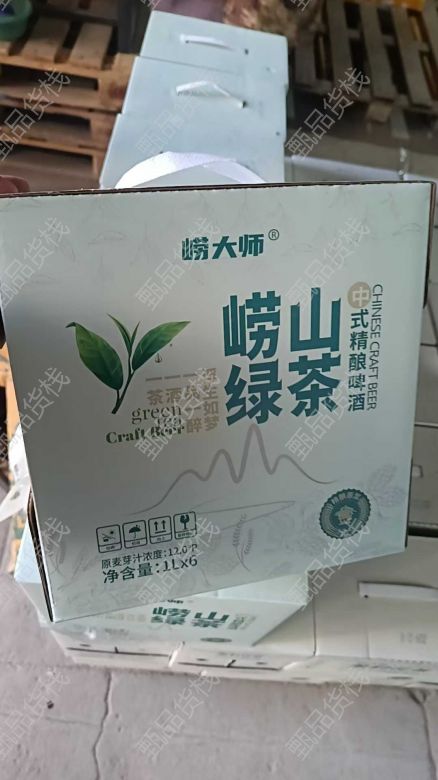 崂大师®
崂山
绿茶
中式精酿啤酒
CHINESE CRAFT BEER
green
Craft Beer
原麦芽汁浓度：12.0°P
净含量：1L×6
甄品货栈